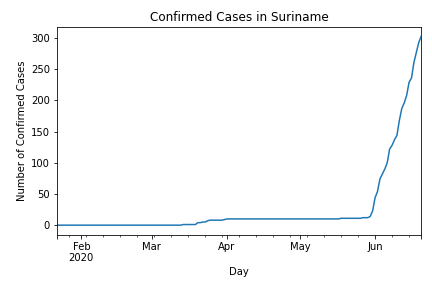 Confirmed Cases in Suriname
Number of Confirmed Cases
300
250
200
150
100
50
0
Feb
2020
Mar
Apr
May
Jun
Day